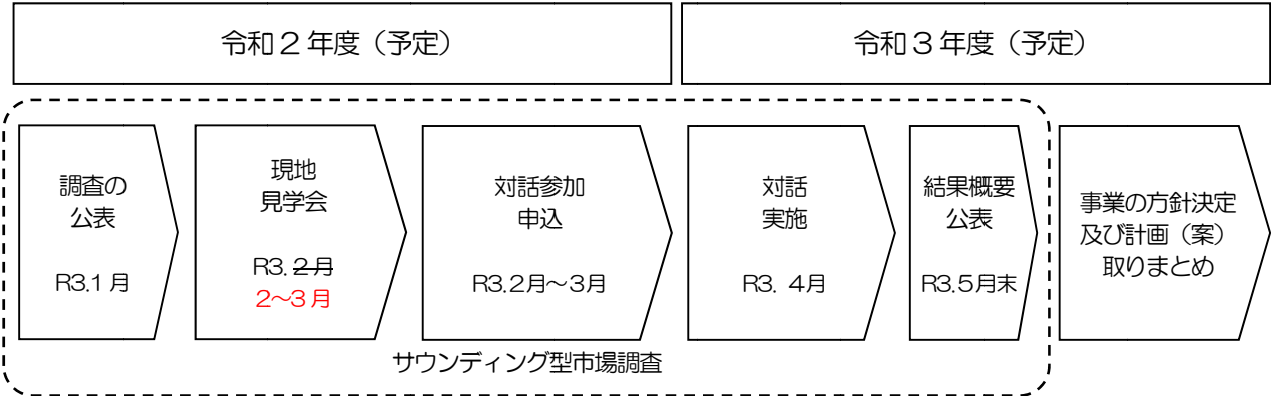 令和２年度（予定）
令和３年度（予定）
調査の
公表
R3.1月
現地
見学会
R3.２月
２～３月
対話参加
申込
R3.2月～３月
対話
実施
R3. ４月
結果概要
公表
R3.５月末
事業の方針決定
及び計画（案）
取りまとめ
サウンディング型市場調査